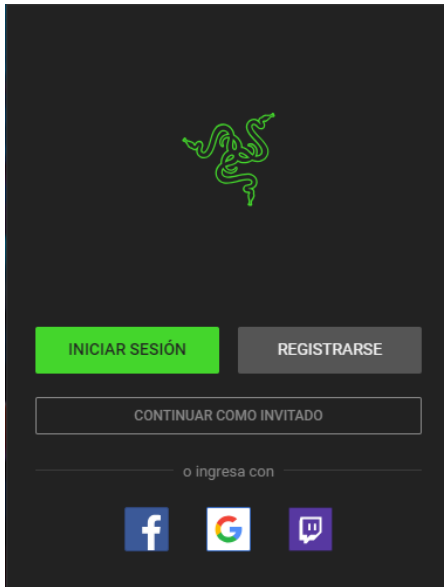 INICIAR SESIÓN
REGISTRARSE
CONTINUAR COMO INVITADO
o ingresa con